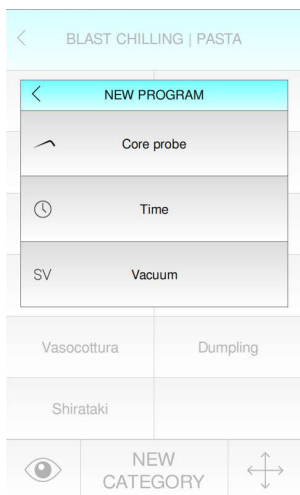 BLAST CHILLING | PASTA
NEW PROGRAM
Core probe
Time
SV Vacuum
Vasocottura Dumpling
Shirataki
NEW
CATEGORY